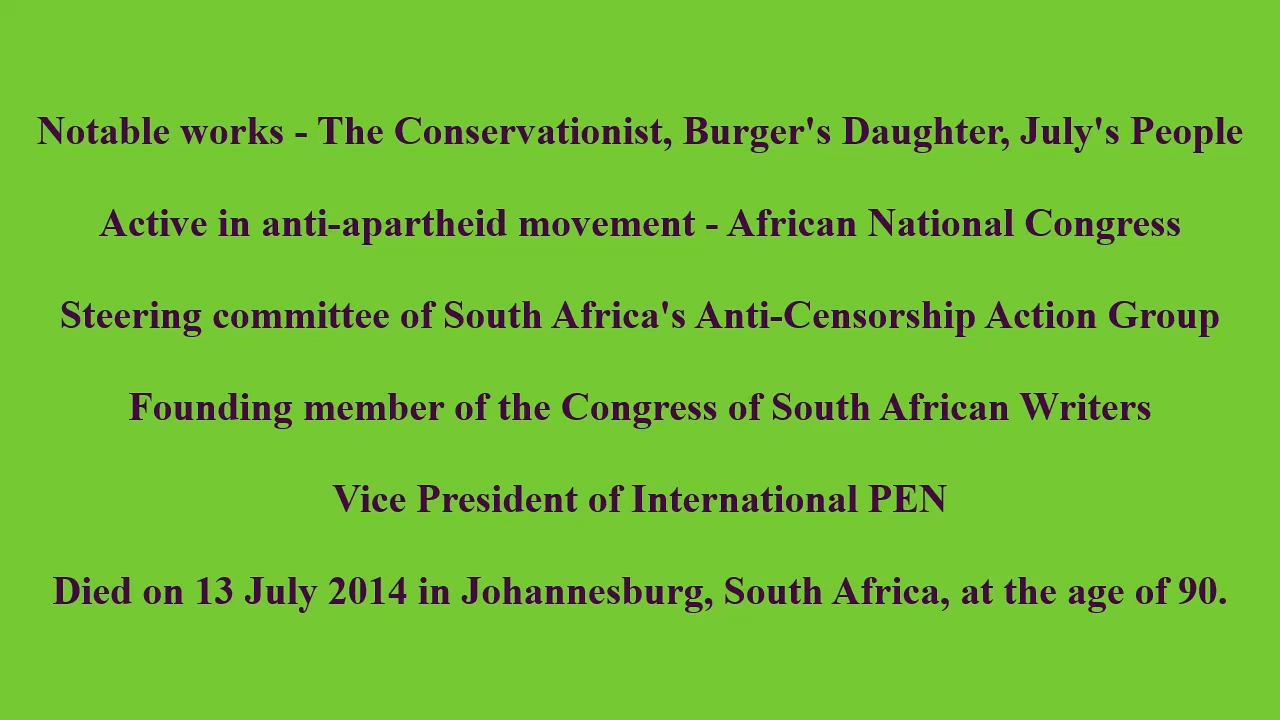 Notable works - The Conservationist, Burger's Daughter, July's People
Active in anti-apartheid movement - African National Congress
Steering committee of South Africa's Anti-Censorship Action Group
Founding member of the Congress of South African Writers
Vice President of International PEN
Died on 13 July 2014 in Johannesburg, South Africa, at the age of 90.